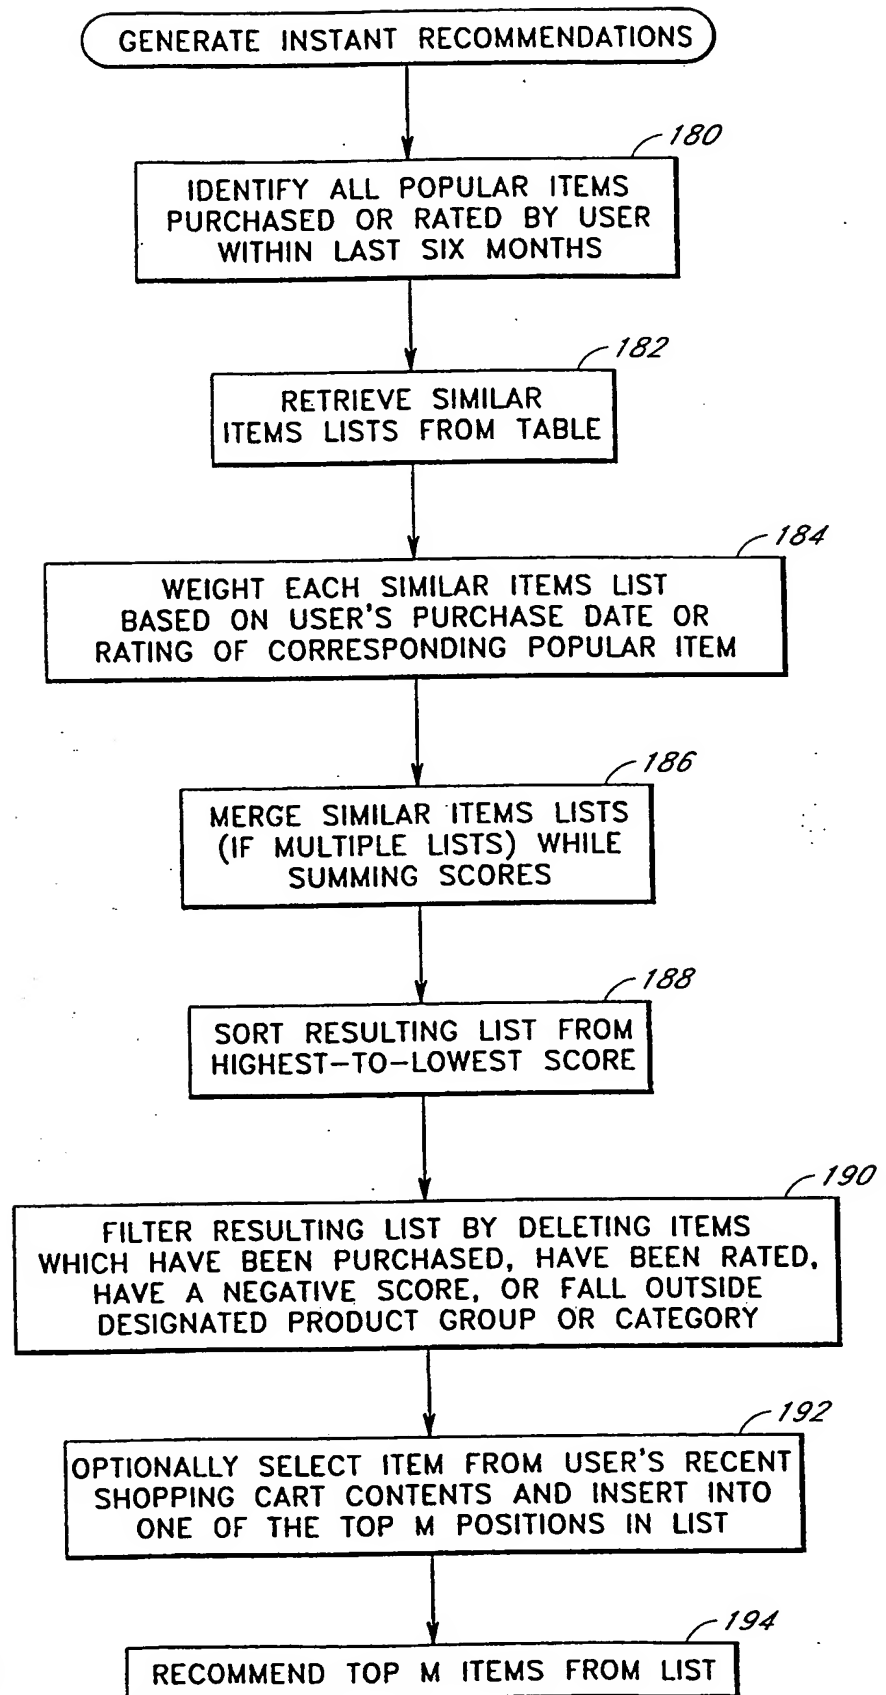 GENERATE INSTANT RECOMMENDATIONS
180
IDENTIFY ALL POPULAR ITEMS
PURCHASED OR RATED BY USER
WITHIN LAST SIX MONTHS
182
RETRIEVE SIMILAR
ITEMS LISTS FROM TABLE
184
WEIGHT EACH SIMILAR ITEMS LIST
BASED ON USER'S PURCHASE DATE OR
RATING OF CORRESPONDING POPULAR ITEM
186
MERGE SIMILAR ITEMS LISTS
(IF MULTIPLE LISTS) WHILE
SUMMING SCORES
188
SORT RESULTING LIST FROM
HIGHEST-TO-LOWEST SCORE
190
FILTER RESULTING LIST BY DELETING ITEMS
WHICH HAVE BEEN PURCHASED, HAVE BEEN RATED,
HAVE A NEGATIVE SCORE, OR FALL OUTSIDE
DESIGNATED PRODUCT GROUP OR CATEGORY
192
OPTIONALLY SELECT ITEM FROM USER'S RECENT
SHOPPING CART CONTENTS AND INSERT INTO
ONE OF THE TOP M POSITIONS IN LIST
194
RECOMMEND TOP M ITEMS FROM LIST